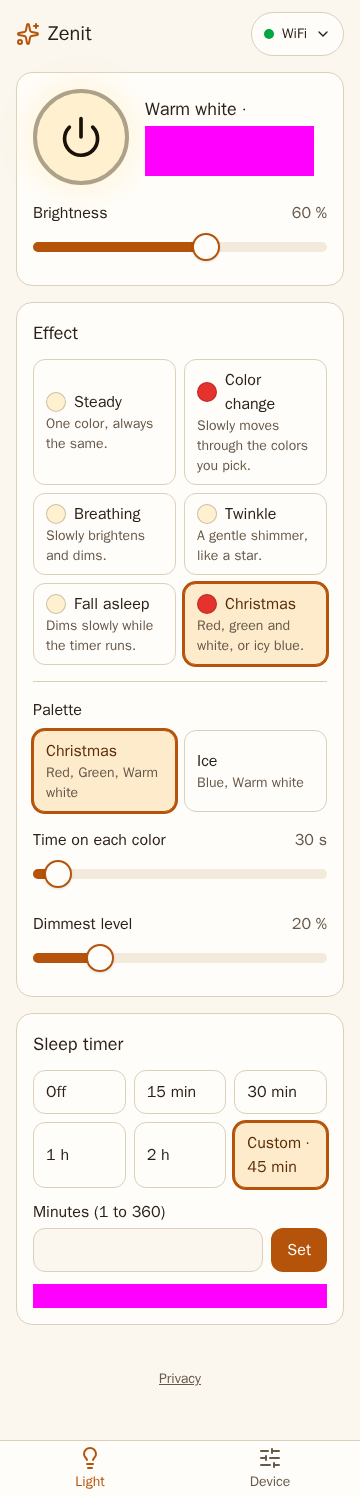 Zenit
WiFi
Warm white ·
Brightness
60 %
Effect
Steady
One color, always
the same.
Color
change
Slowly moves
through the colors
you pick.
Breathing
Slowly brightens
and dims.
Twinkle
A gentle shimmer,
like a star.
Fall asleep
Dims slowly while
the timer runs.
Christmas
Red, green and
white, or icy blue.
Palette
Christmas
Red, Green, Warm
white
Ice
Blue, Warm white
Time on each color
30 s
Dimmest level
20 %
Sleep timer
Off
15 min
30 min
1 h
2 h
Custom ·
45 min
Minutes (1 to 360)
Set
Privacy
Light
Device